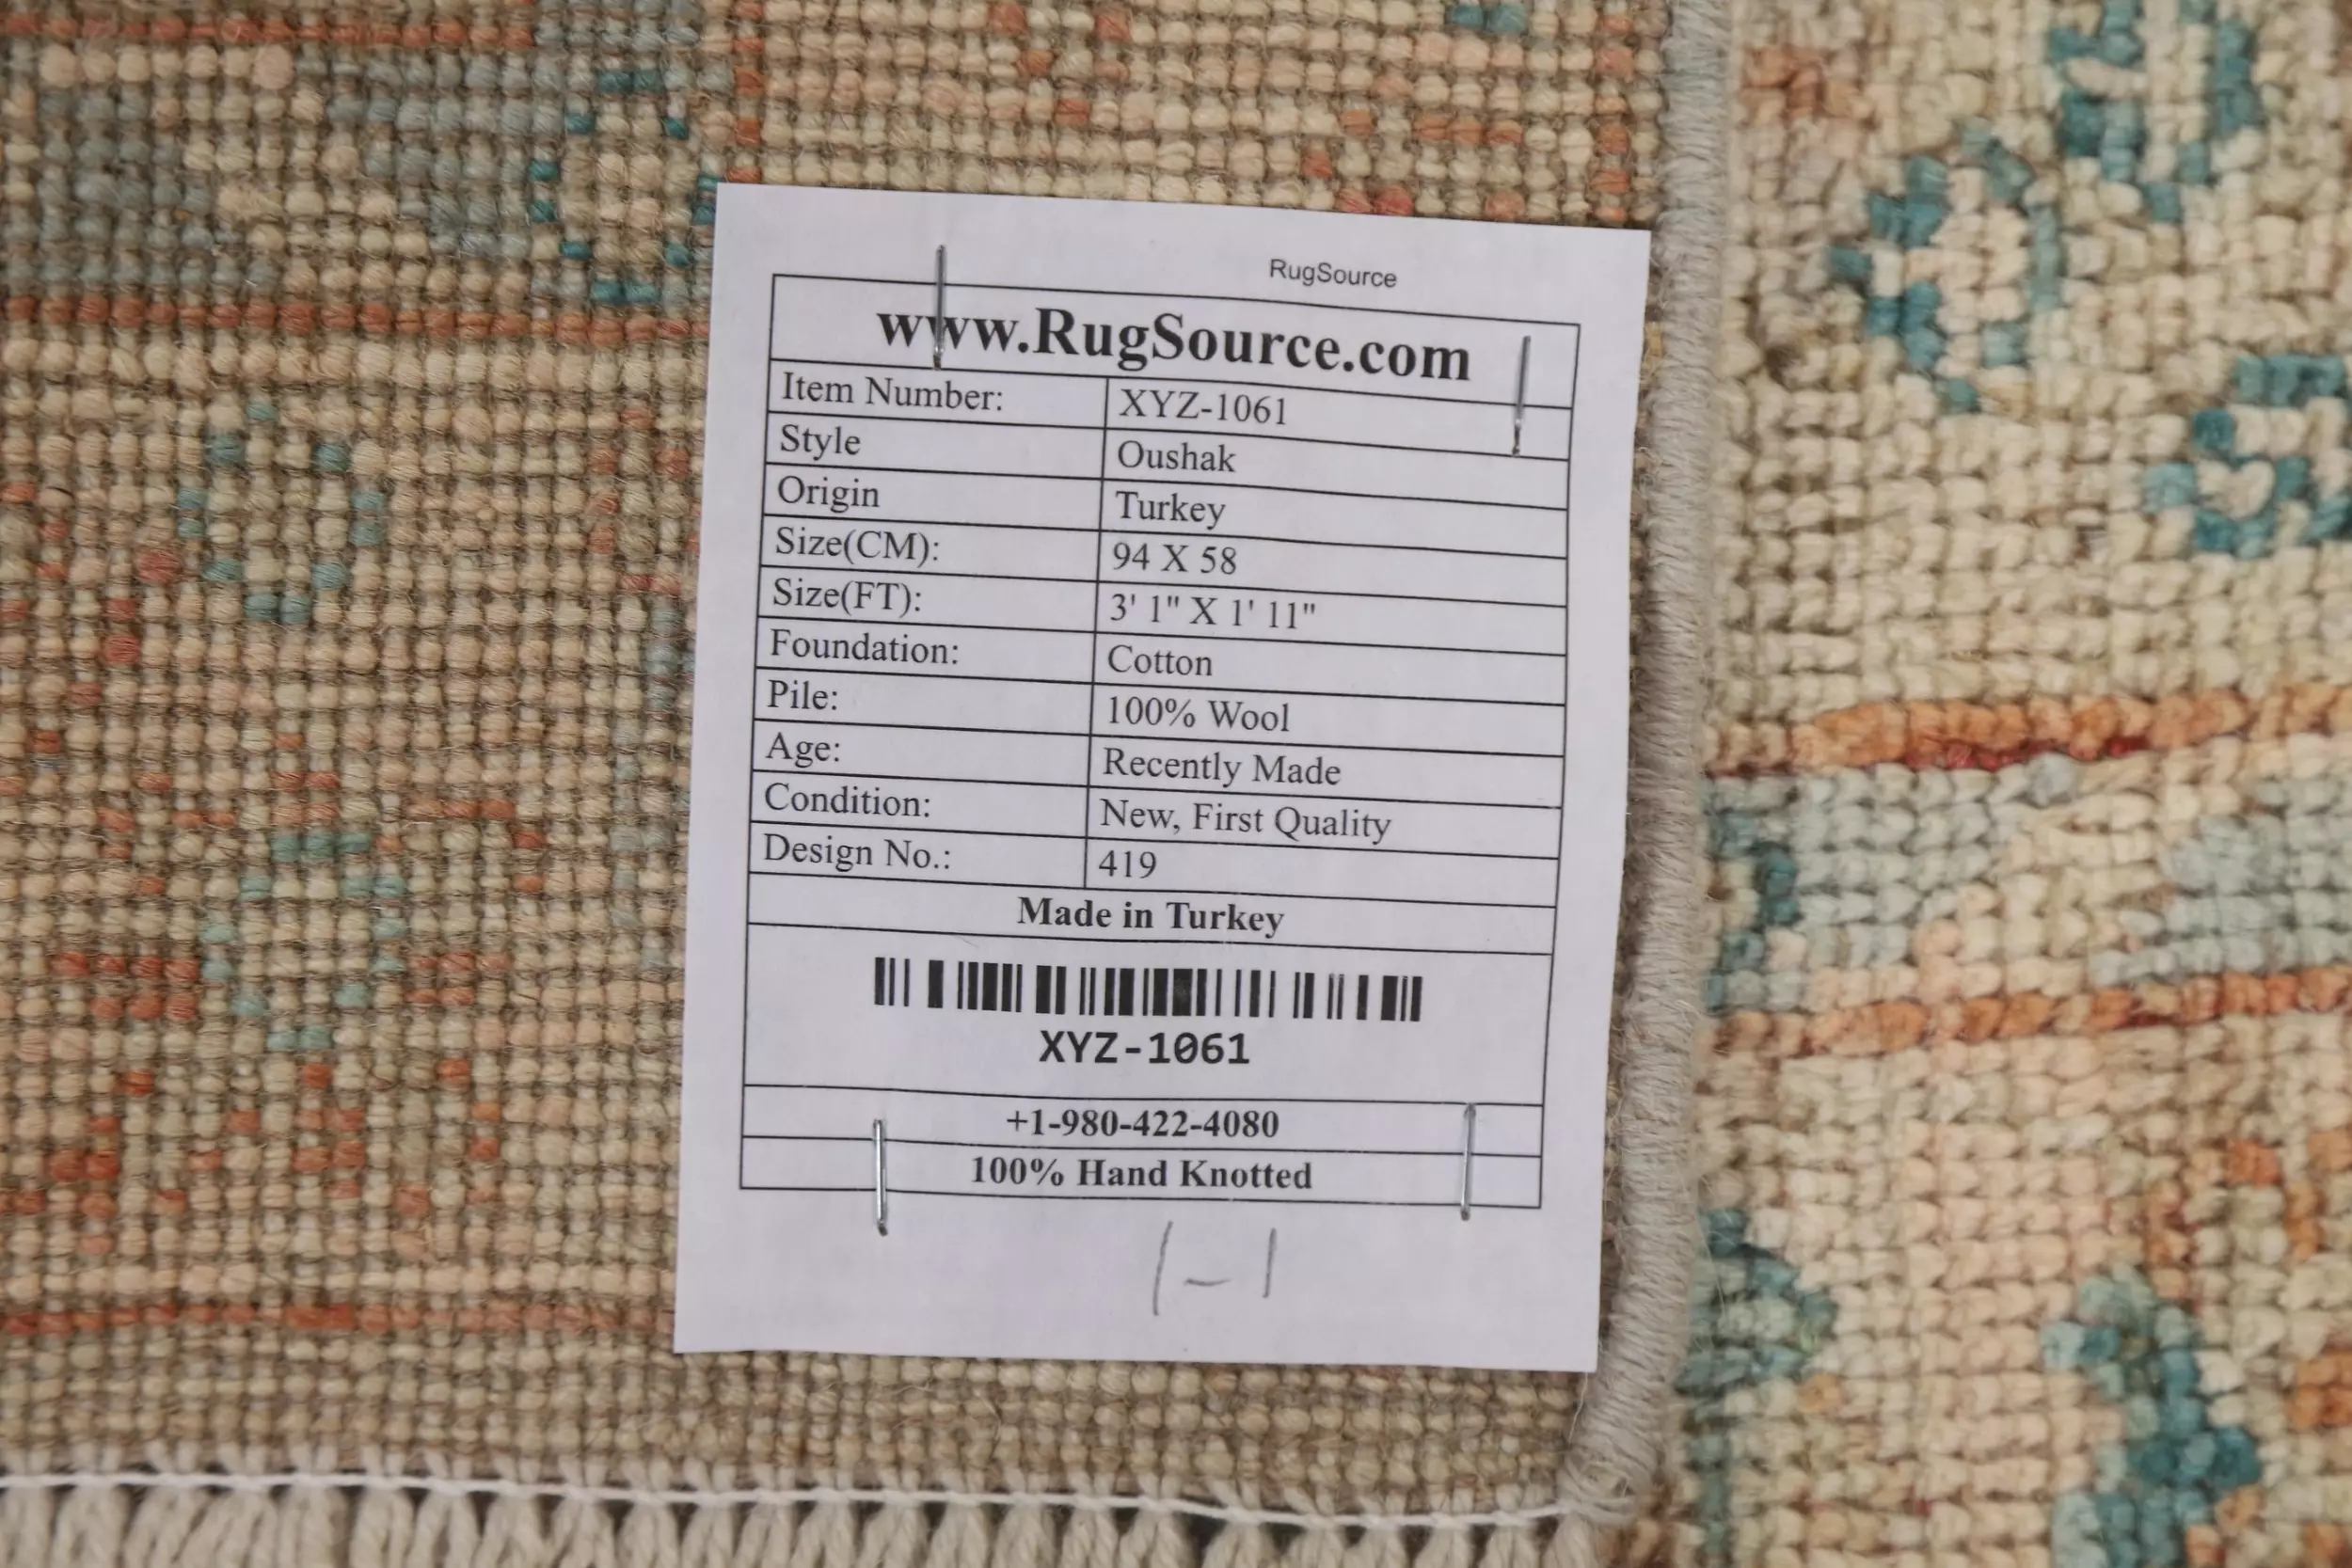 RugSource
www.RugSource.com
Item Number: XYZ-1061
Style Oushak
Origin Turkey
Size(CM): 94 X 58
Size(FT): 3' 1" X 1' 11"
Foundation: Cotton
Pile: 100% Wool
Age: Recently Made
Condition: New, First Quality
Design No.: 419
Made in Turkey
XYZ-1061
+1-980-422-4080
100% Hand Knotted
1-1